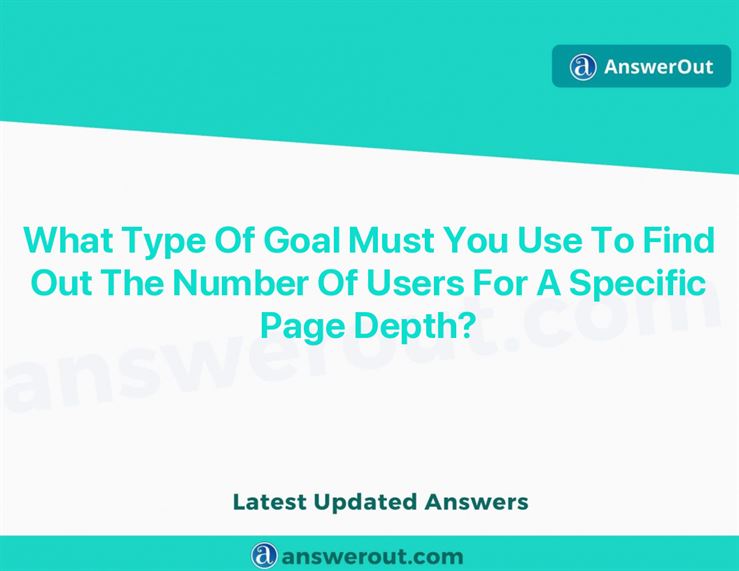 AnswerOut
What Type Of Goal Must You Use To Find
Out The Number Of Users For A Specific
Page Depth?
answerout.com
Latest Updated Answers
answerout.com